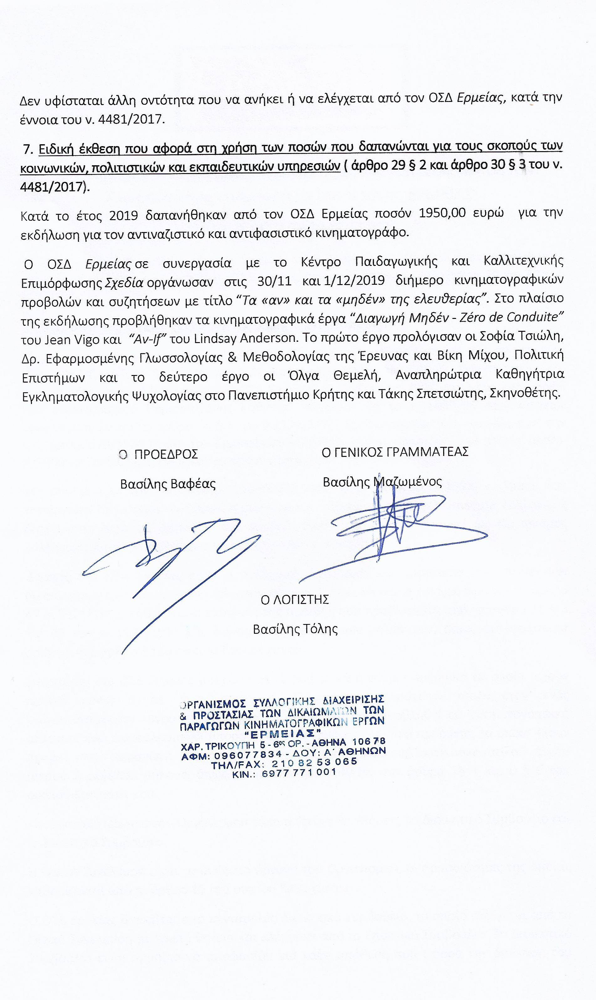 Δεν υφίσταται άλλη οντότητα που να ανήκει ή να ελέγχεται από τον ΟΣΔ Ερμείας, κατά την
έννοια του ν. 4481/2017.
7. Ειδική έκθεση που αφορά στη χρήση των ποσών που δαπανώνται για τους σκοπούς των
κοινωνικών, πολιτιστικών και εκπαιδευτικών υπηρεσιών ( άρθρο 29 § 2 και άρθρο 30 § 3 του ν.
4481/2017).
Κατά το έτος 2019 δαπανήθηκαν από τον ΟΣΔ Ερμείας ποσόν 1950,00 ευρώ για την
εκδήλωση για τον αντιναζιστικό και αντιφασιστικό κινηματογράφο.
Ο ΟΣΔ Ερμείας σε συνεργασία με το Κέντρο Παιδαγωγικής και Καλλιτεχνικής
Επιμόρφωσης Σχεδία οργάνωσαν στις 30/11 και 1/12/2019 διήμερο κινηματογραφικών
προβολών και συζητήσεων με τίτλο “Τα «αν» και τα «μηδέν» της ελευθερίας”. Στο πλαίσιο
της εκδήλωσης προβλήθηκαν τα κινηματογραφικά έργα “Διαγωγή Μηδέν - Zéro de Conduite”
του Jean Vigo και “Αν-If” του Lindsay Anderson. Το πρώτο έργο προλόγισαν οι Σοφία Τσιώλη,
Δρ. Εφαρμοσμένης Γλωσσολογίας & Μεθοδολογίας της Έρευνας και Βίκη Μίχου, Πολιτική
Επιστήμων και το δεύτερο έργο οι Όλγα Θεμελή, Αναπληρώτρια Καθηγήτρια
Εγκληματολογικής Ψυχολογίας στο Πανεπιστήμιο Κρήτης και Τάκης Σπετσιώτης, Σκηνοθέτης.
Ο ΠΡΟΕΔΡΟΣ Ο ΓΕΝΙΚΟΣ ΓΡΑΜΜΑΤΕΑΣ
Βασίλης Βαφέας Βασίλης Μαζωμένος
Ο ΛΟΓΙΣΤΗΣ
Βασίλης Τόλης
ΟΡΓΑΝΙΣΜΟΣ ΣΥΛΛΟΓΙΚΗΣ ΔΙΑΧΕΙΡΙΣΗΣ
& ΠΡΟΣΤΑΣΙΑΣ ΤΩΝ ΔΙΚΑΙΩΜΑΤΩΝ ΤΩΝ
ΠΑΡΑΓΩΓΩΝ ΚΙΝΗΜΑΤΟΓΡΑΦΙΚΩΝ ΕΡΓΩΝ
“ΕΡΜΕΙΑΣ”
ΧΑΡ. ΤΡΙΚΟΥΠΗ 5 - 6ος ΟΡ. - ΑΘΗΝΑ 106 78
ΑΦΜ: 096077834 - ΔΟΥ: Α΄ ΑΘΗΝΩΝ
ΤΗΛ/FAX: 210 82 53 065
ΚΙΝ.: 6977 771 001